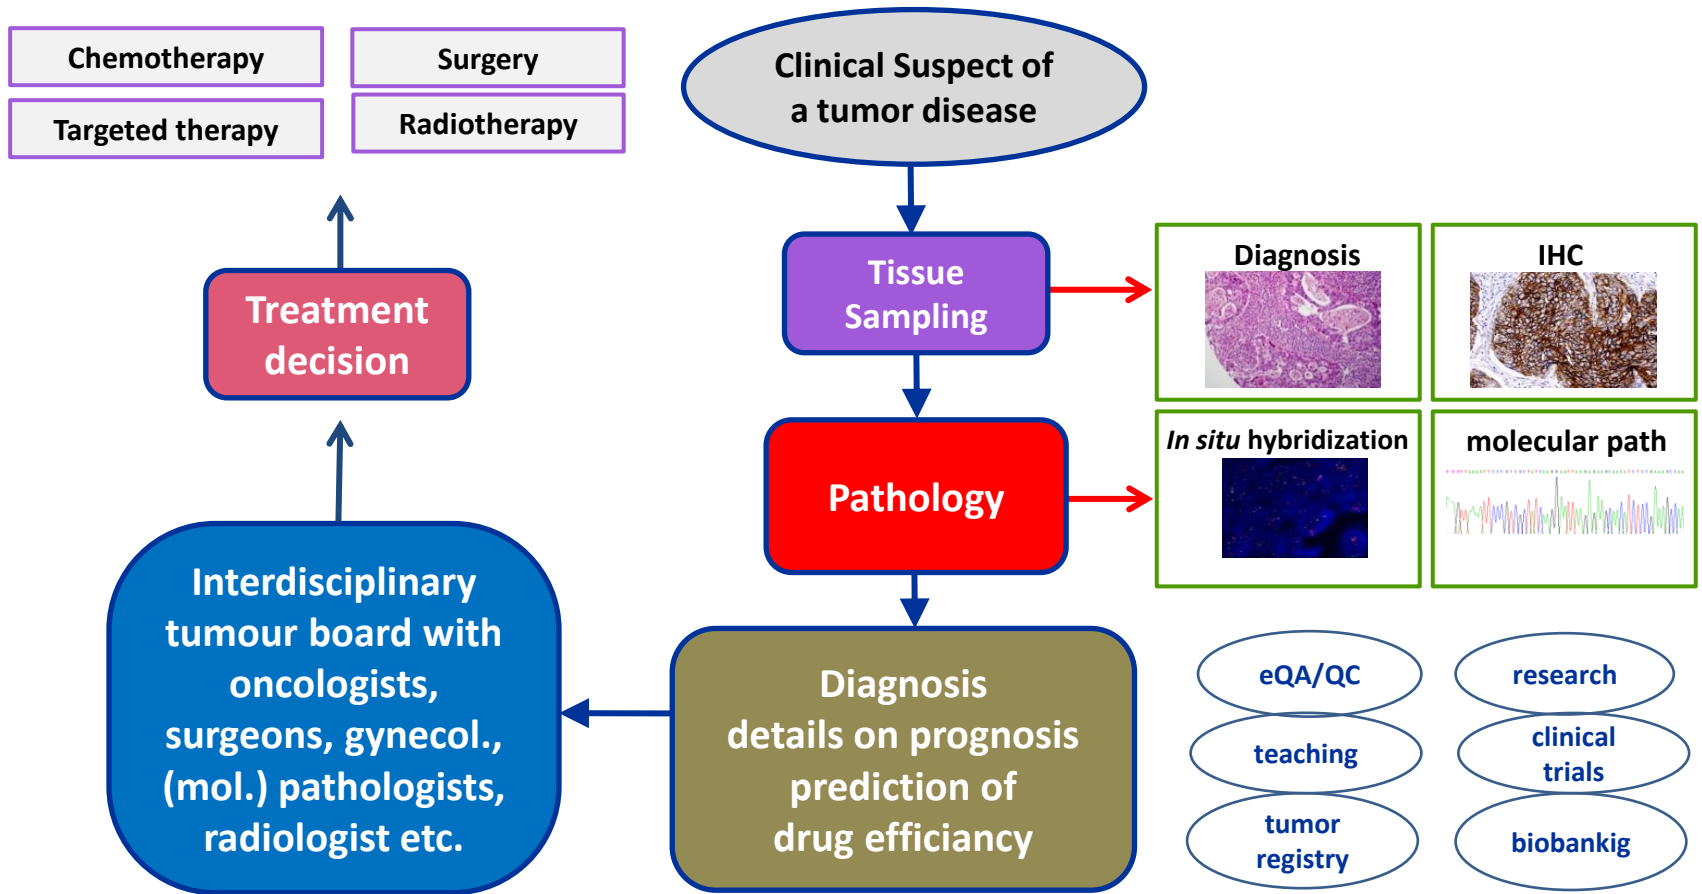 Chemotherapy
Surgery
Targeted therapy
Radiotherapy
Clinical Suspect of
a tumor disease
Tissue
Sampling
Diagnosis
IHC
Treatment
decision
Pathology
In situ hybridization
molecular path
Interdisciplinary
tumour board with
oncologists,
surgeons, gynecol.,
(mol.) pathologists,
radiologist etc.
Diagnosis
details on prognosis
prediction of
drug efficiancy
eQA/QC
research
teaching
clinical
trials
tumor
registry
biobankig